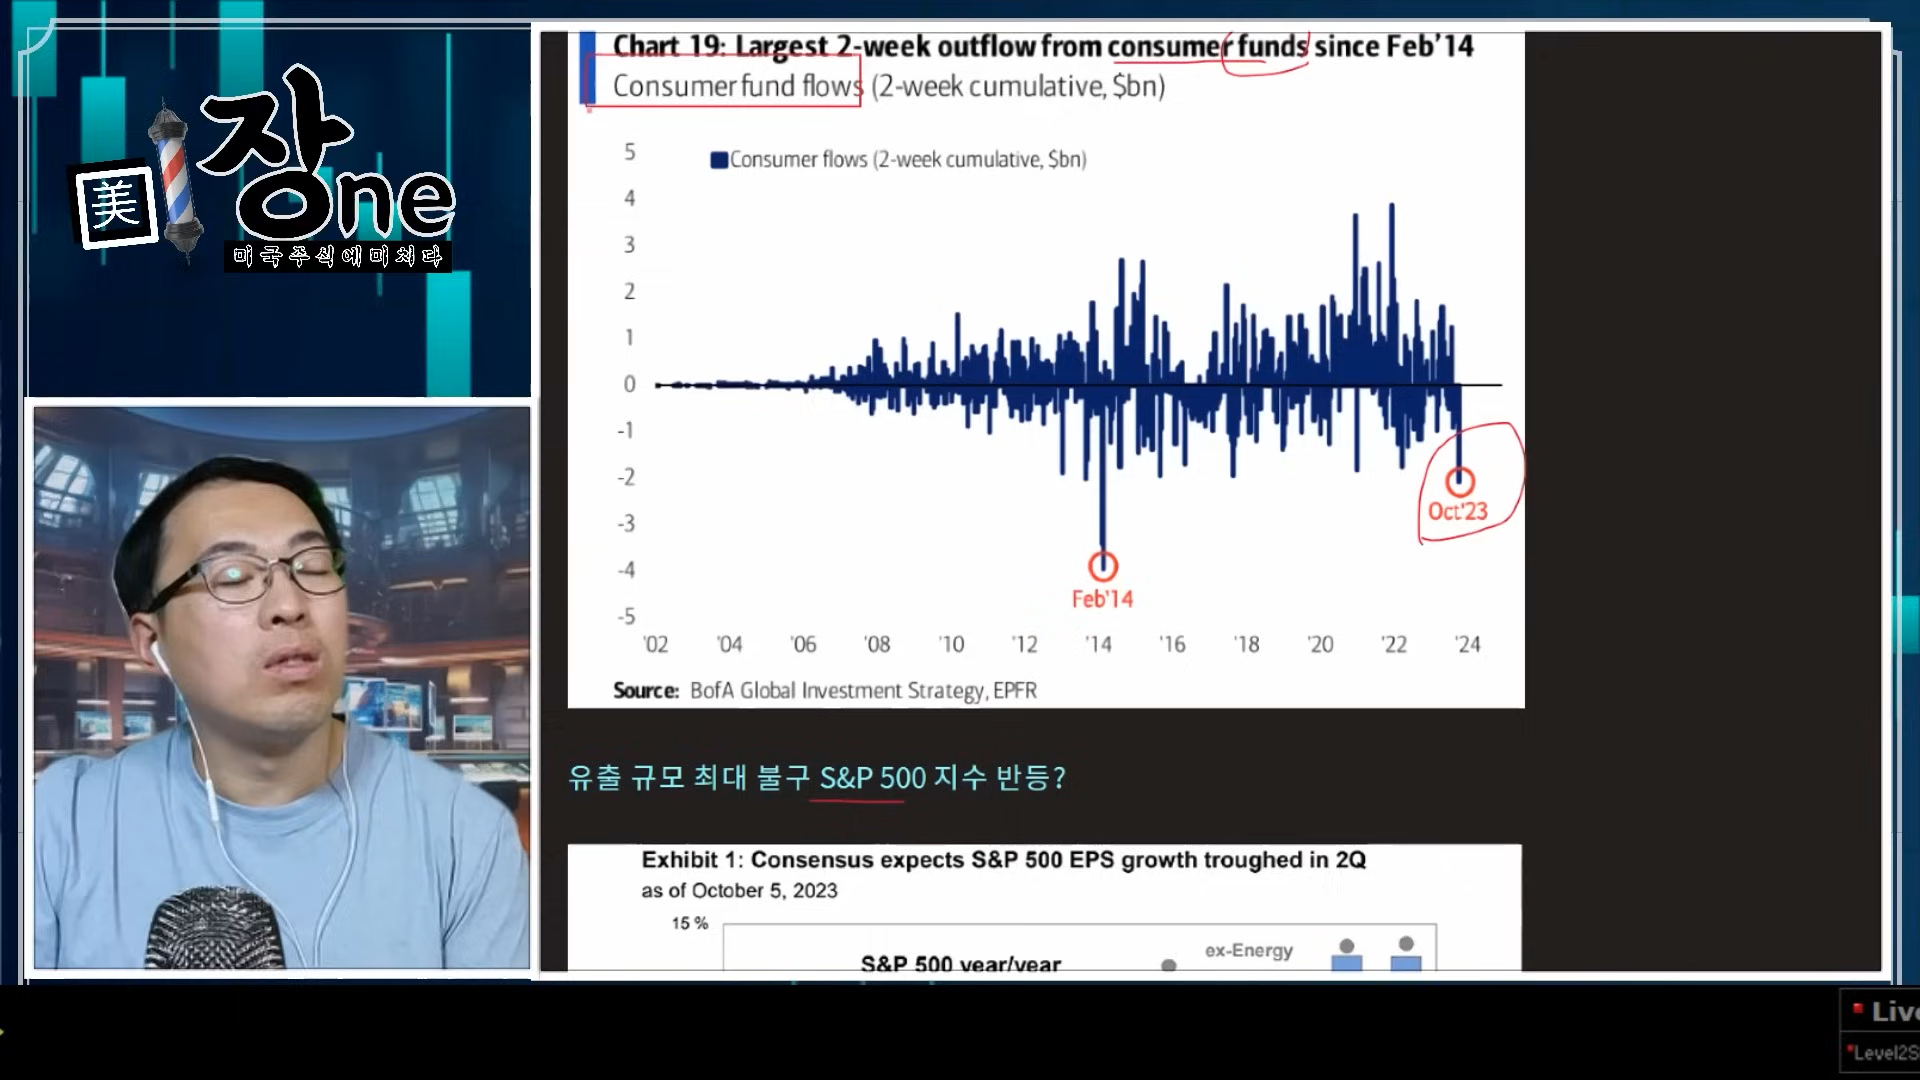 美
장one
미국주식에미치다
Chart 19: Largest 2-week outflow from consumer funds since Feb'14
Consumer fund flows (2-week cumulative, $bn)
Consumer flows (2-week cumulative, $bn)
5
4
3
2
1
0
-1
-2
-3
-4
-5
Oct'23
Feb'14
'02 '04 '06 '08 '10 '12 '14 '16 '18 '20 '22 '24
Source: BofA Global Investment Strategy, EPFR
유출 규모 최대 불구 S&P 500 지수 반등?
Exhibit 1: Consensus expects S&P 500 EPS growth troughed in 2Q
as of October 5, 2023
15 %
ex-Energy
S&P 500 year/year
Live
*Level2S